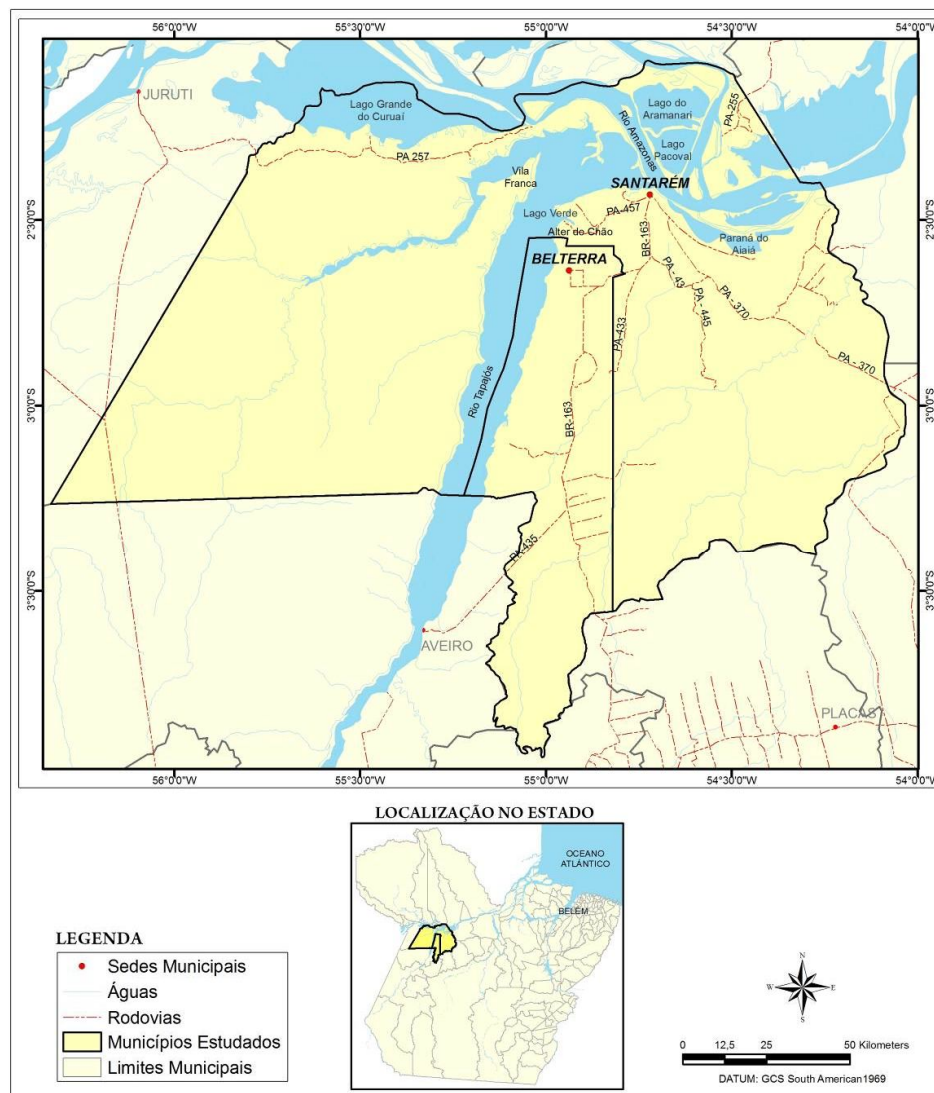 56°0'0"W
55°30'0"W
55°0'0"W
54°30'0"W
54°0'0"W
JURUTI
Lago Grande
do Curuaí
PA 257
Lago do
Aramanari
PA-255
Rio Amazonas
Lago
Pacoval
Vila
Franca
SANTARÉM
2°30'0"S
2°30'0"S
PA-457
Lago Verde
Alter do Chão
BR-163
Paraná do
Aiaiá
BELTERRA
PA - 43
PA - 370
PA - 445
PA-433
PA - 370
Rio Tapajós
3°0'0"S
3°0'0"S
BR-163
PA-435
3°30'0"S
3°30'0"S
AVEIRO
PLACAS
56°0'0"W
55°30'0"W
55°0'0"W
54°30'0"W
54°0'0"W
LOCALIZAÇÃO NO ESTADO
OCEANO
ATLÂNTICO
BELÉM
LEGENDA
Sedes Municipais
Águas
Rodovias
Municípios Estudados
Limites Municipais
N
W
E
S
0 12,5 25 50 Kilometers
DATUM: GCS South American1969